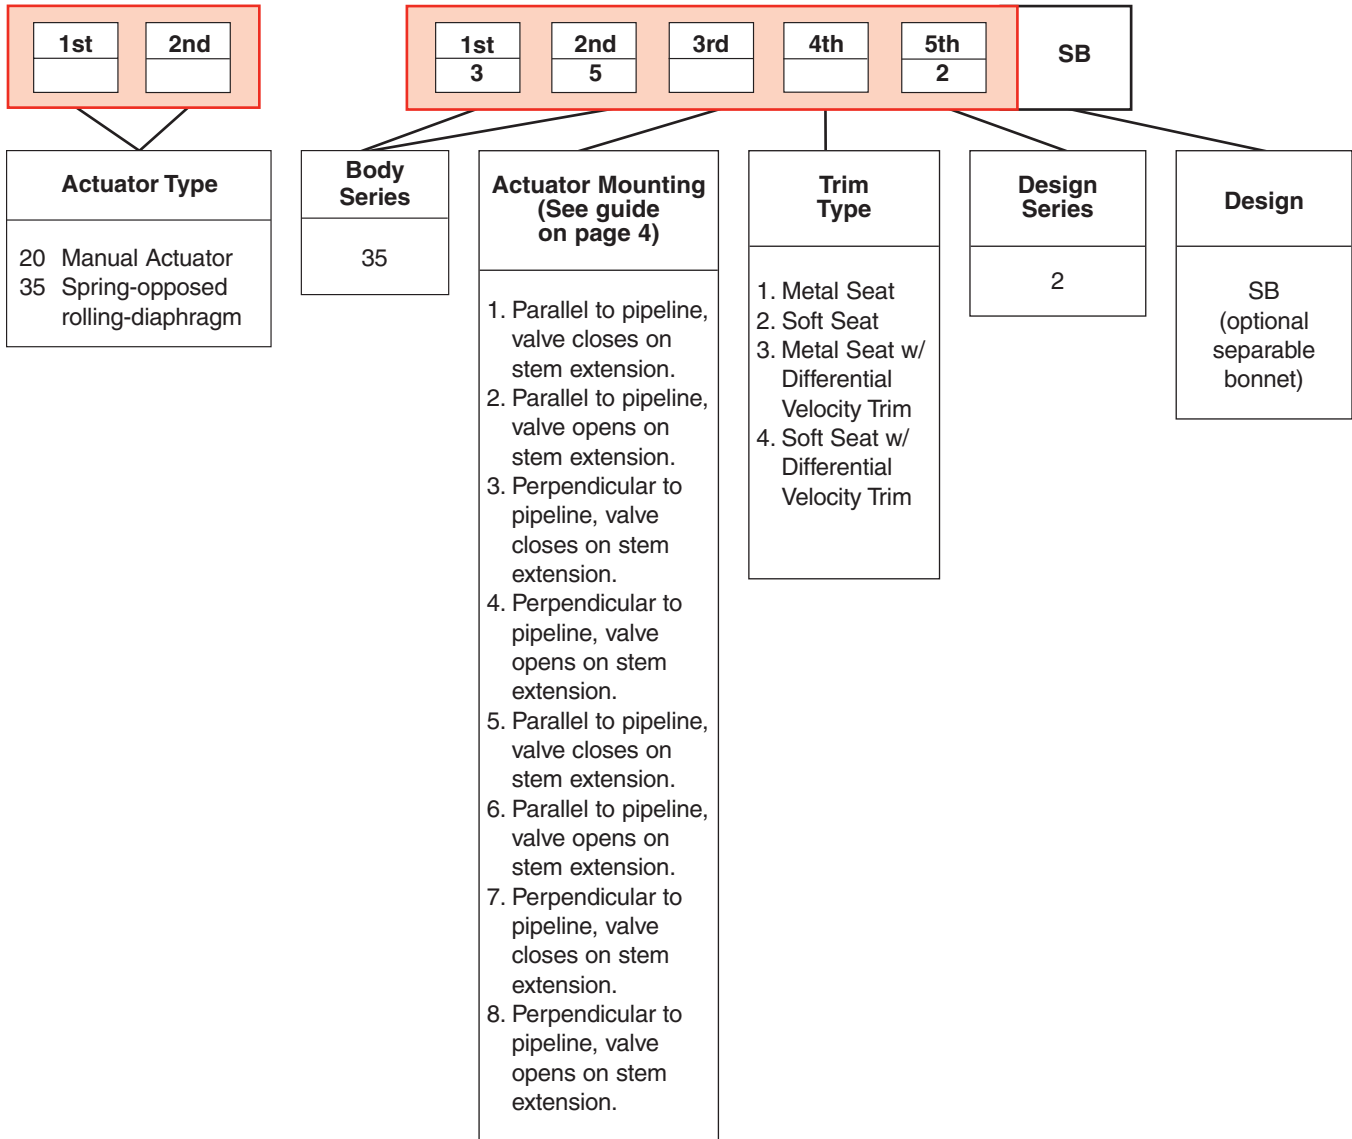 1st 2nd
1st 2nd 3rd 4th 5th SB
3 5 2
Actuator Type
20 Manual Actuator
35 Spring-opposed
rolling-diaphragm
Body
Series
35
Actuator Mounting
(See guide
on page 4)
1. Parallel to pipeline,
valve closes on
stem extension.
2. Parallel to pipeline,
valve opens on
stem extension.
3. Perpendicular to
pipeline, valve
closes on stem
extension.
4. Perpendicular to
pipeline, valve
opens on stem
extension.
5. Parallel to pipeline,
valve closes on
stem extension.
6. Parallel to pipeline,
valve opens on
stem extension.
7. Perpendicular to
pipeline, valve
closes on stem
extension.
8. Perpendicular to
pipeline, valve
opens on stem
extension.
Trim
Type
1. Metal Seat
2. Soft Seat
3. Metal Seat w/
Differential
Velocity Trim
4. Soft Seat w/
Differential
Velocity Trim
Design
Series
2
Design
SB
(optional
separable
bonnet)